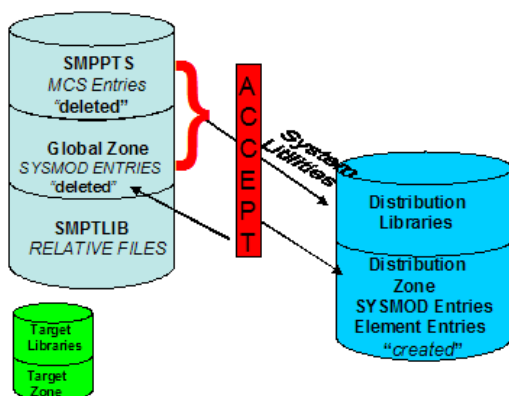 SMPPTS
MCS Entries
"deleted"
Global Zone
SYSMOD ENTRIES
"deleted"
SMPTLIB
RELATIVE FILES
ACCEPT
System
Utilities
Distribution
Libraries
Distribution
Zone
SYSMOD Entries
Element Entries
"created"
Target
Libraries
Target
Zone